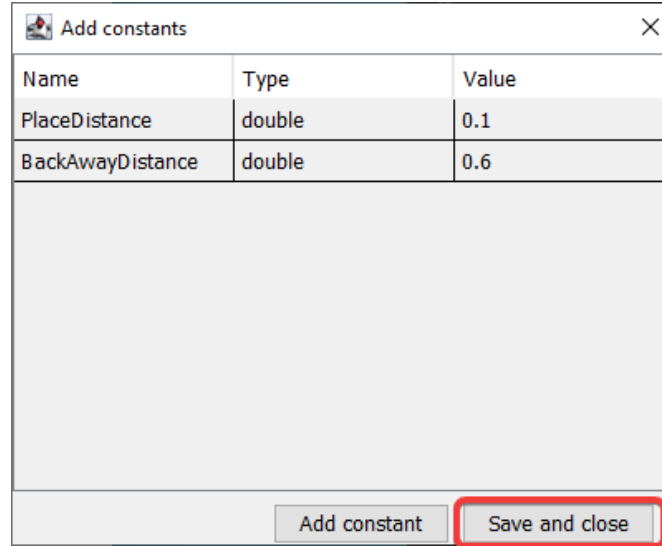 Add constants
Name Type Value
PlaceDistance double 0.1
BackAwayDistance double 0.6
Add constant Save and close